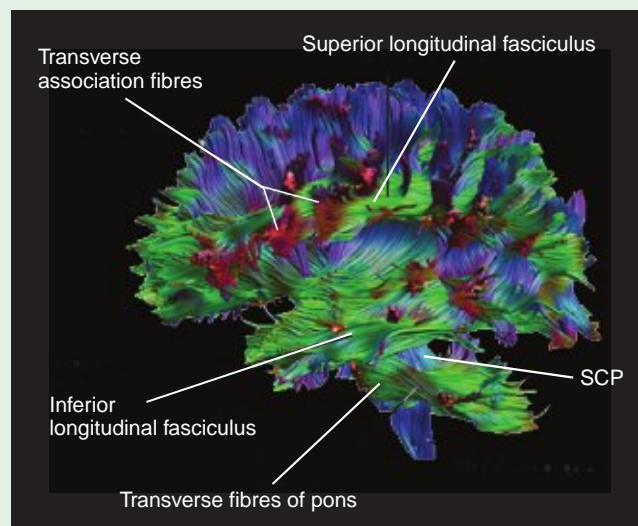 Superior longitudinal fasciculus
Transverse
association fibres
SCP
Inferior
longitudinal fasciculus
Transverse fibres of pons